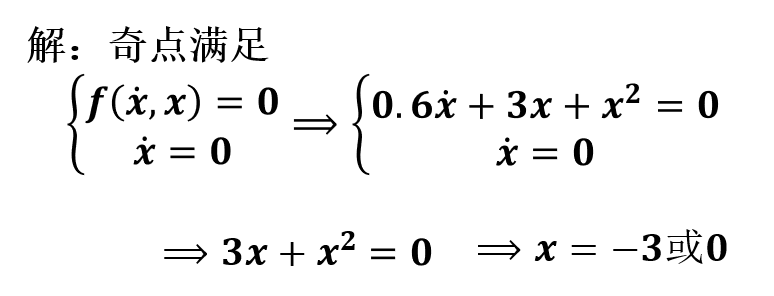 解：奇点满足
{f(ẋ, x) = 0 ⟹ {0.6ẋ + 3x + x² = 0
ẋ = 0 ẋ = 0
⟹ 3x + x² = 0 ⟹ x = −3或0